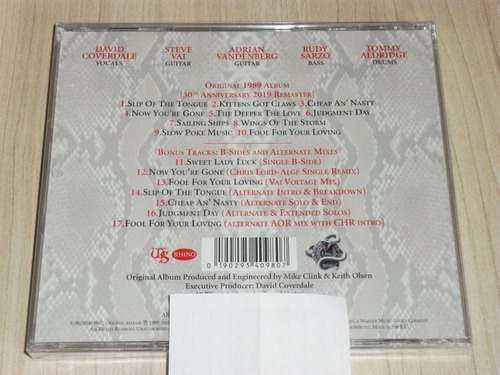 DAVID COVERDALE VOCALS
STEVE VAI GUITAR
ADRIAN VANDENBERG GUITAR
RUDY SARZO BASS
TOMMY ALDRIDGE DRUMS
ORIGINAL 1989 ALBUM
(30TH ANNIVERSARY 2019 REMASTER)
1.SLIP OF THE TONGUE 2.KITTENS GOT CLAWS 3.CHEAP AN' NASTY
4.NOW YOU'RE GONE 5.THE DEEPER THE LOVE 6.JUDGMENT DAY
7.SAILING SHIPS 8.WINGS OF THE STORM
9.SLOW POKE MUSIC 10.FOOL FOR YOUR LOVING
BONUS TRACKS: B-SIDES AND ALTERNATE MIXES
11.SWEET LADY LUCK (SINGLE B-SIDE)
12.NOW YOU'RE GONE (CHRIS LORD-ALGE SINGLE REMIX)
13.FOOL FOR YOUR LOVING (VAI VOLTAGE MIX)
14.SLIP OF THE TONGUE (ALTERNATE INTRO & BREAKDOWN)
15.CHEAP AN' NASTY (ALTERNATE SOLO & END)
16.JUDGMENT DAY (ALTERNATE & EXTENDED SOLOS)
17.FOOL FOR YOUR LOVING (ALTERNATE AOR MIX WITH CHR INTRO)
RHINO
0 190295 409807
Original Album Produced and Engineered by Mike Clink & Keith Olsen
Executive Producer: David Coverdale